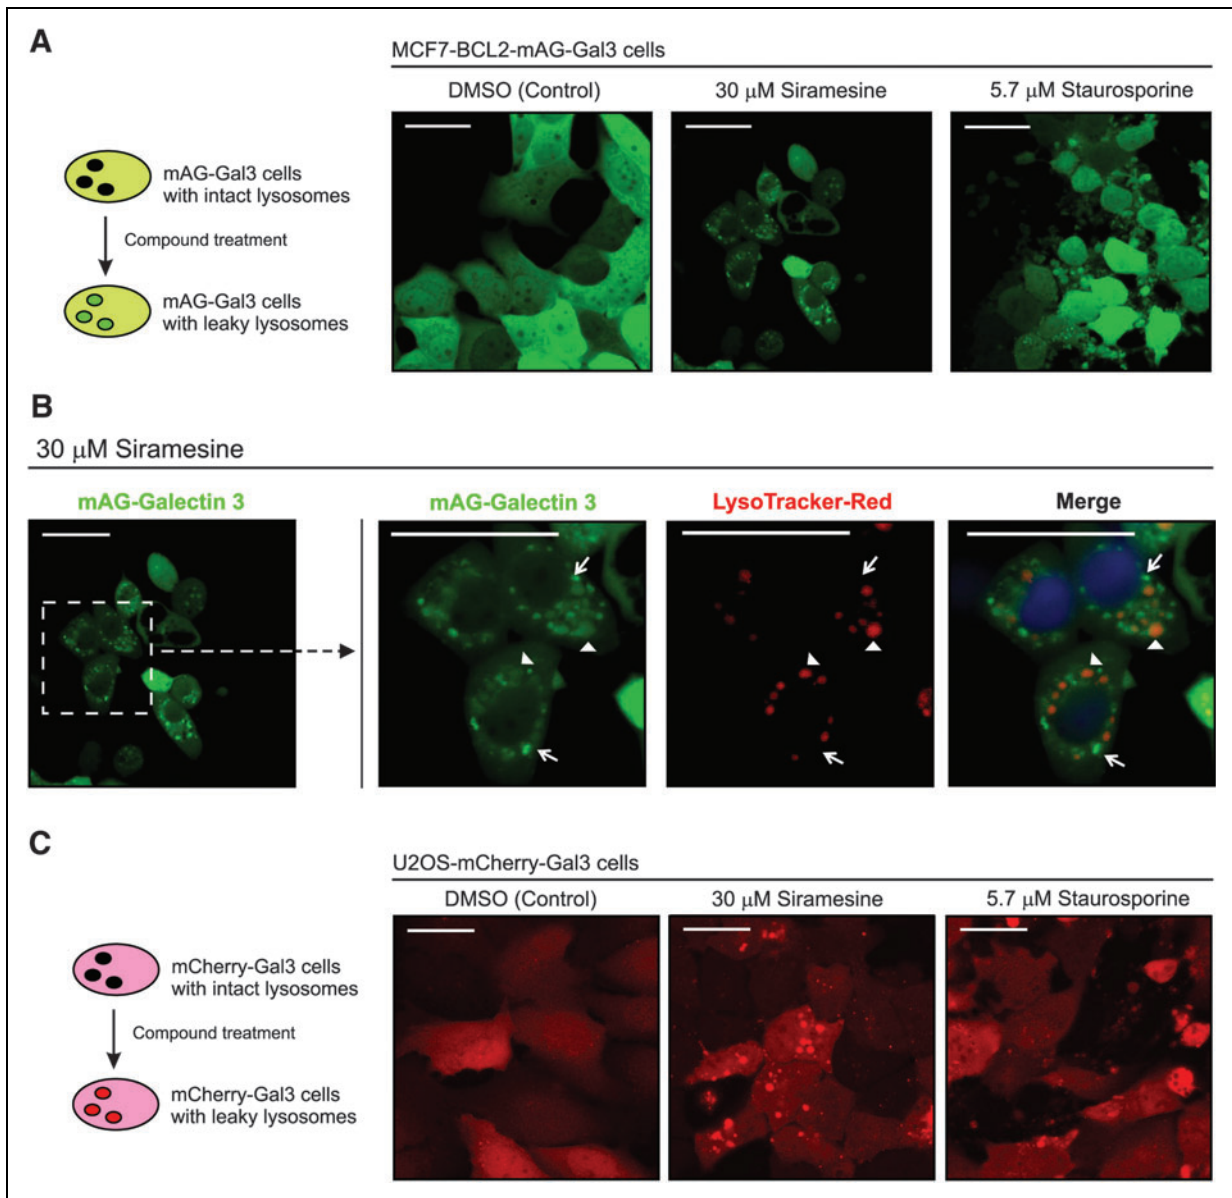 A
MCF7-BCL2-mAG-Gal3 cells
DMSO (Control)
30 μM Siramesine
5.7 μM Staurosporine
mAG-Gal3 cells
with intact lysosomes
Compound treatment
mAG-Gal3 cells
with leaky lysosomes
B
30 μM Siramesine
mAG-Galectin 3
mAG-Galectin 3
LysoTracker-Red
Merge
C
U2OS-mCherry-Gal3 cells
DMSO (Control)
30 μM Siramesine
5.7 μM Staurosporine
mCherry-Gal3 cells
with intact lysosomes
Compound treatment
mCherry-Gal3 cells
with leaky lysosomes